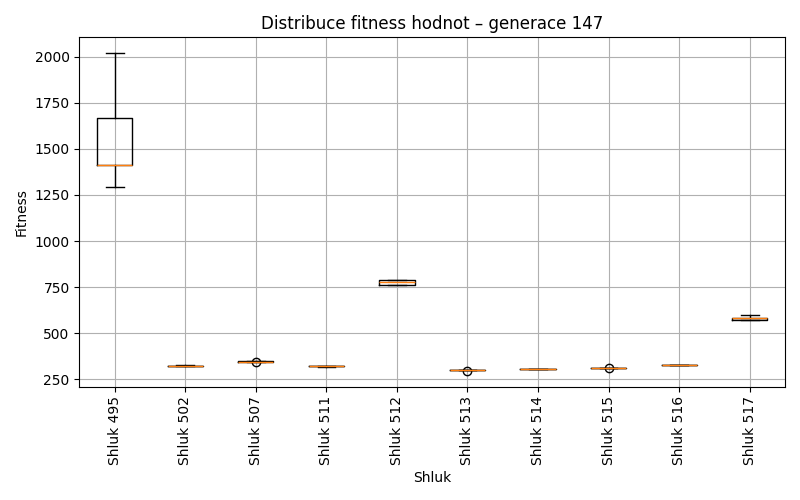 Distribuce fitness hodnot – generace 147
Fitness
2000
1750
1500
1250
1000
750
500
250
Shluk 495
Shluk 502
Shluk 507
Shluk 511
Shluk 512
Shluk 513
Shluk 514
Shluk 515
Shluk 516
Shluk 517
Shluk